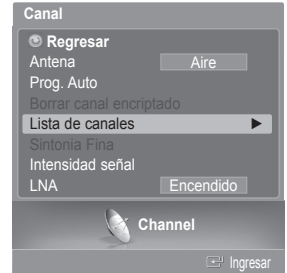 Canal
Regresar
Antena Aire
Prog. Auto
Borrar canal encriptado
Lista de canales
Sintonia Fina
Intensidad señal
LNA Encendido
Channel
Ingresar